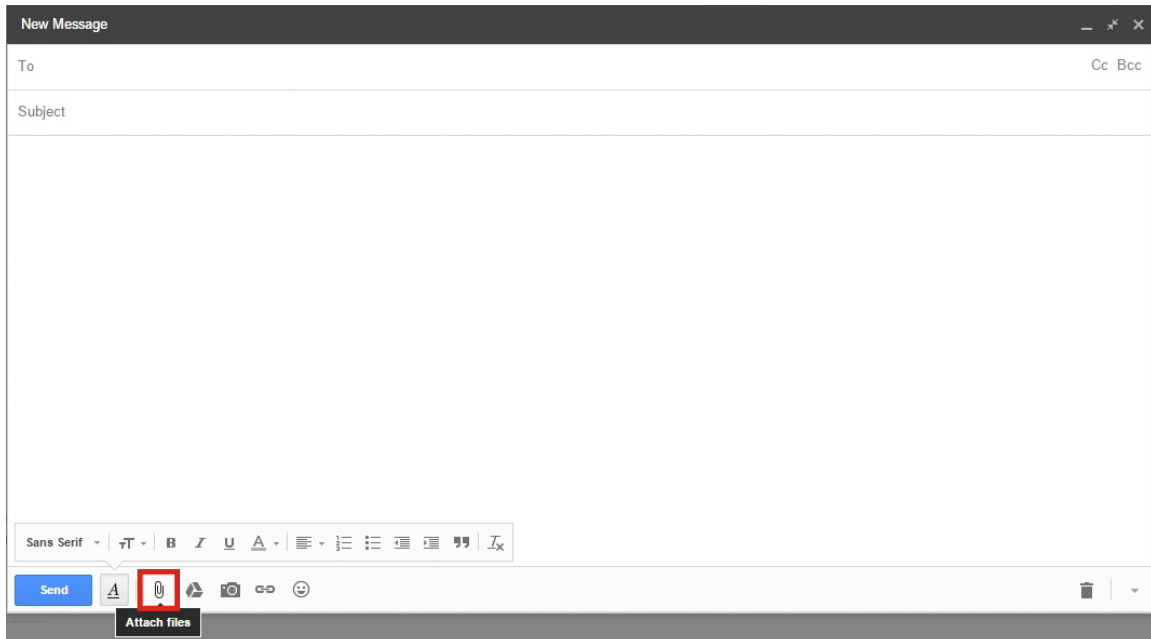 New Message
To Cc Bcc
Subject
Sans Serif
Send
Attach files